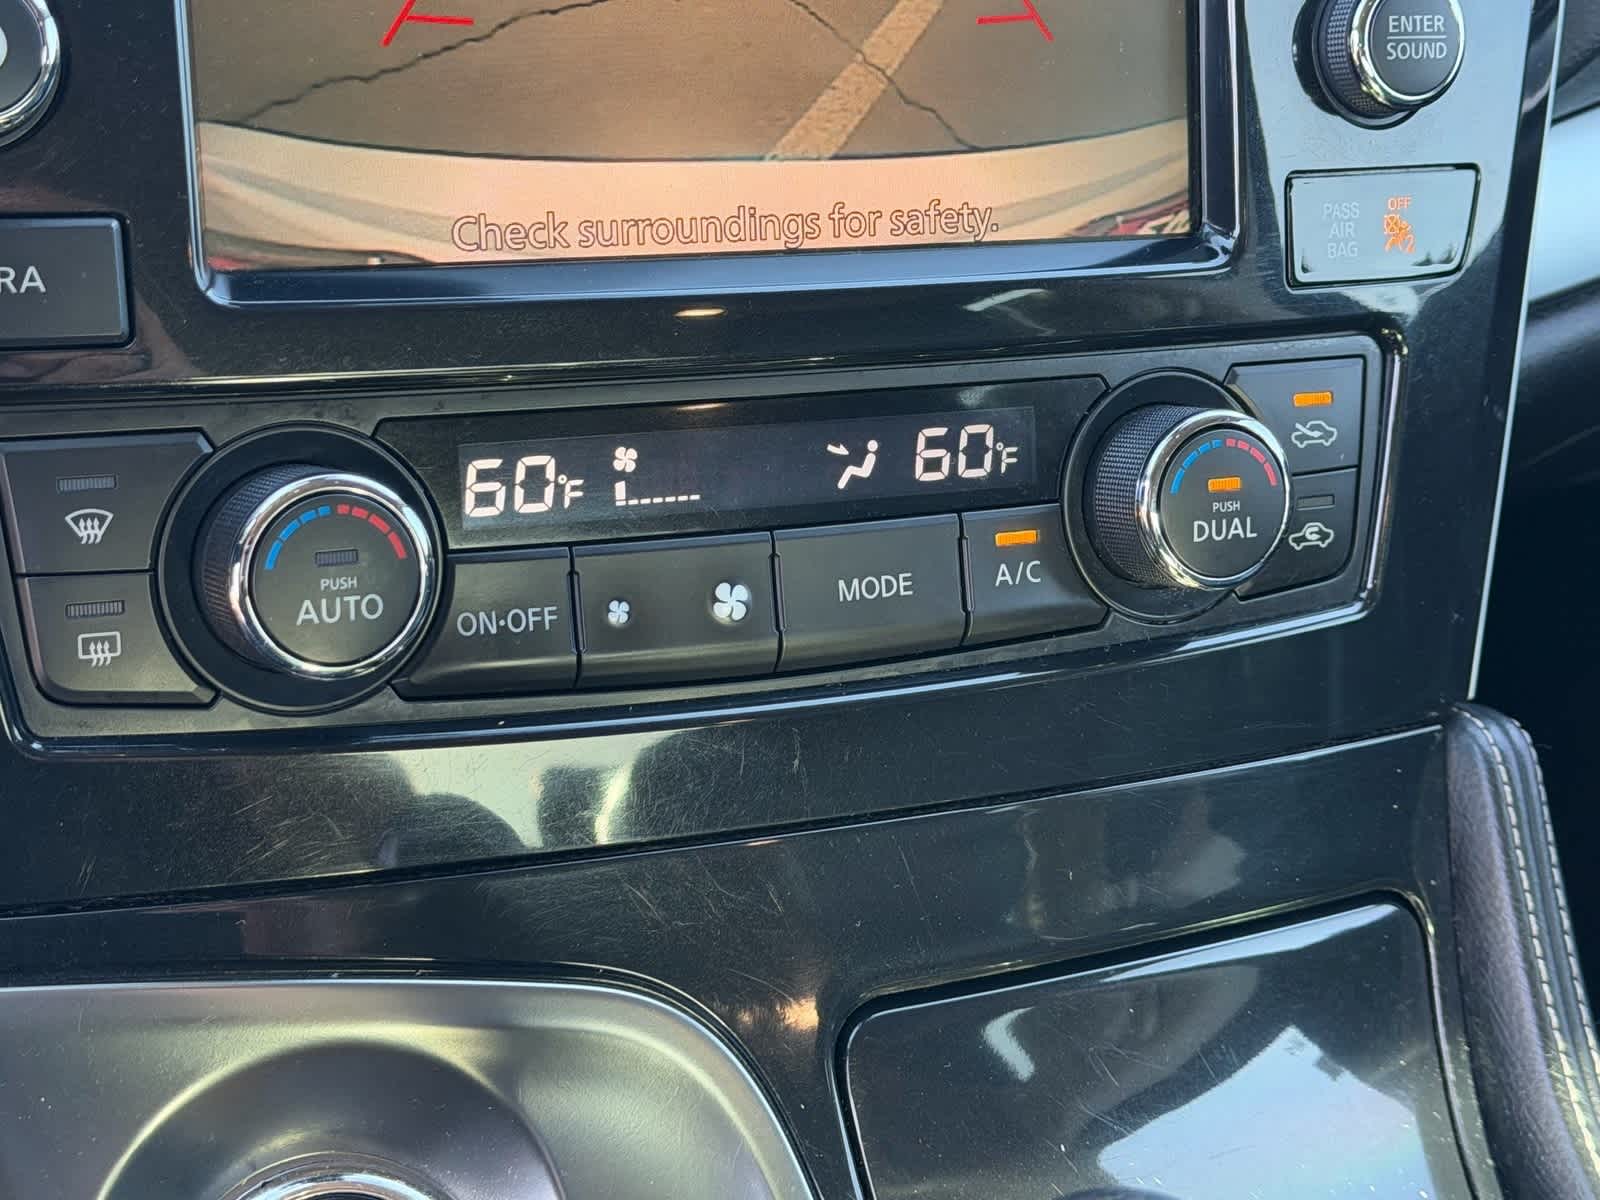 ENTER
SOUND
Check surroundings for safety.
PASS
AIR
BAG
OFF
2
RA
60°F
60°F
PUSH
AUTO
ON·OFF
MODE
A/C
PUSH
DUAL